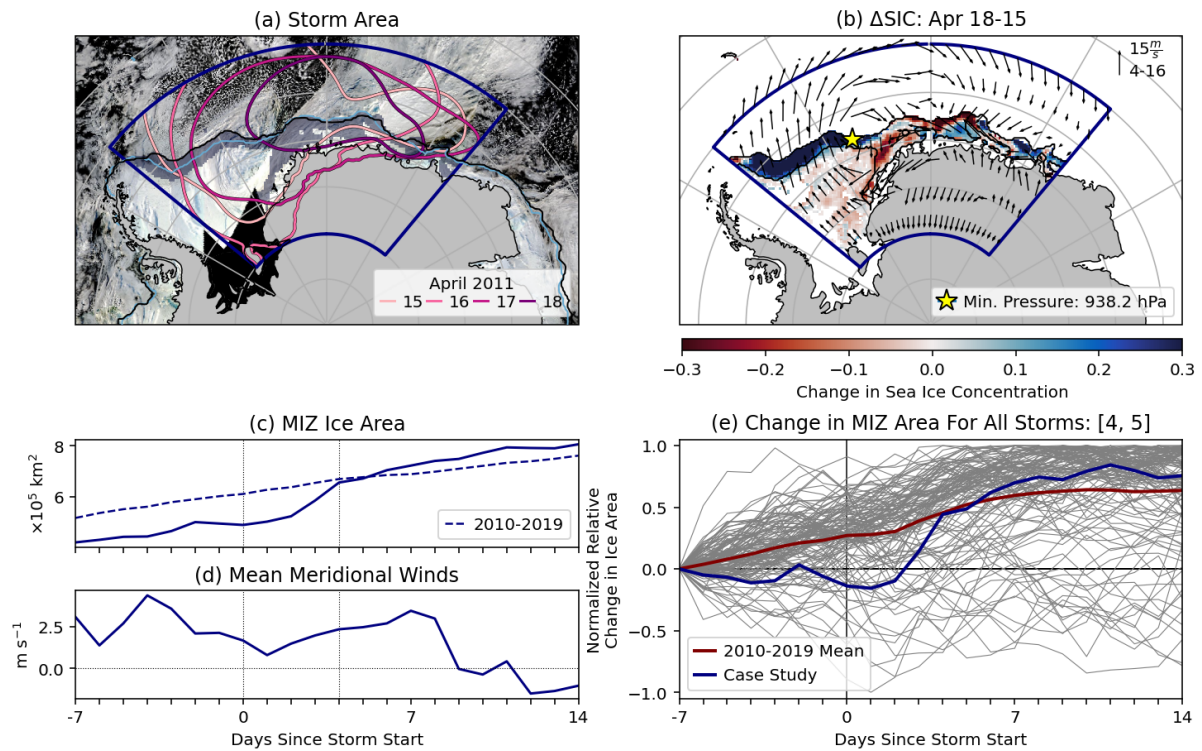 (a) Storm Area
April 2011
15 16 17 18
(b) ΔSIC: Apr 18-15
15 m/s
4-16
Min. Pressure: 938.2 hPa
−0.3 −0.2 −0.1 0.0 0.1 0.2 0.3
Change in Sea Ice Concentration
(c) MIZ Ice Area
8
6
×10⁵ km²
2010-2019
(d) Mean Meridional Winds
2.5
0.0
m s⁻¹
-7 0 7 14
Days Since Storm Start
(e) Change in MIZ Area For All Storms: [4, 5]
1.0
0.5
0.0
−0.5
−1.0
Normalized Relative
Change in Ice Area
2010-2019 Mean
Case Study
-7 0 7 14
Days Since Storm Start